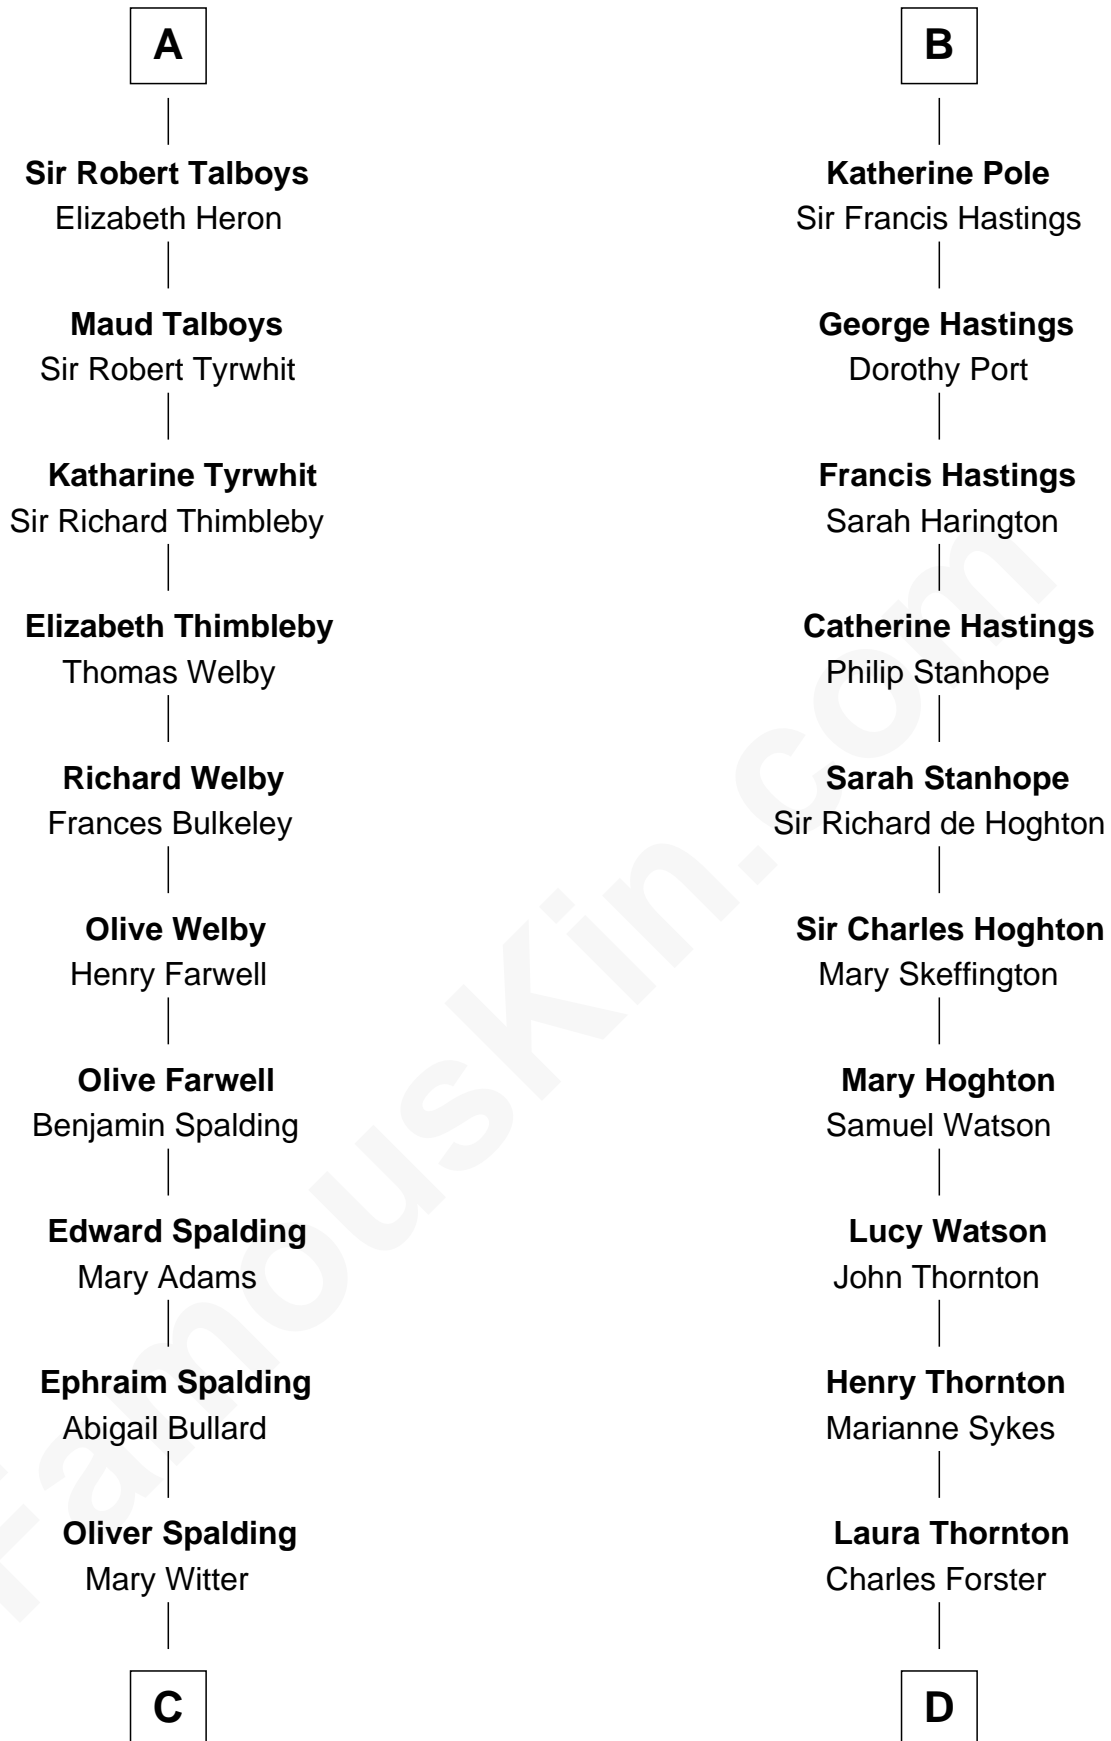 A
Sir Robert Talboys
Elizabeth Heron
Maud Talboys
Sir Robert Tyrwhit
Katharine Tyrwhit
Sir Richard Thimbleby
Elizabeth Thimbleby
Thomas Welby
Richard Welby
Frances Bulkeley
Olive Welby
Henry Farwell
Olive Farwell
Benjamin Spalding
Edward Spalding
Mary Adams
Ephraim Spalding
Abigail Bullard
Oliver Spalding
Mary Witter
C
B
Katherine Pole
Sir Francis Hastings
George Hastings
Dorothy Port
Francis Hastings
Sarah Harington
Catherine Hastings
Philip Stanhope
Sarah Stanhope
Sir Richard de Hoghton
Sir Charles Hoghton
Mary Skeffington
Mary Hoghton
Samuel Watson
Lucy Watson
John Thornton
Henry Thornton
Marianne Sykes
Laura Thornton
Charles Forster
D
FamousKin.com